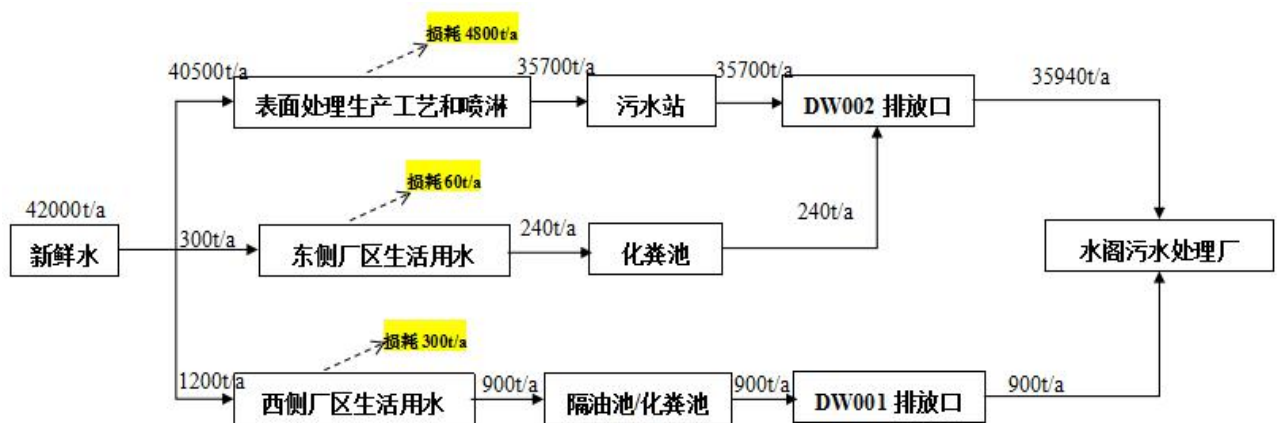 损耗 4800t/a
40500t/a
35700t/a
35700t/a
35940t/a
表面处理生产工艺和喷淋
污水站
DW002 排放口
损耗 60t/a
42000t/a
300t/a
240t/a
240t/a
新鲜水
东侧厂区生活用水
化粪池
水阁污水处理厂
损耗 300t/a
1200t/a
900t/a
900t/a
900t/a
西侧厂区生活用水
隔油池/化粪池
DW001 排放口